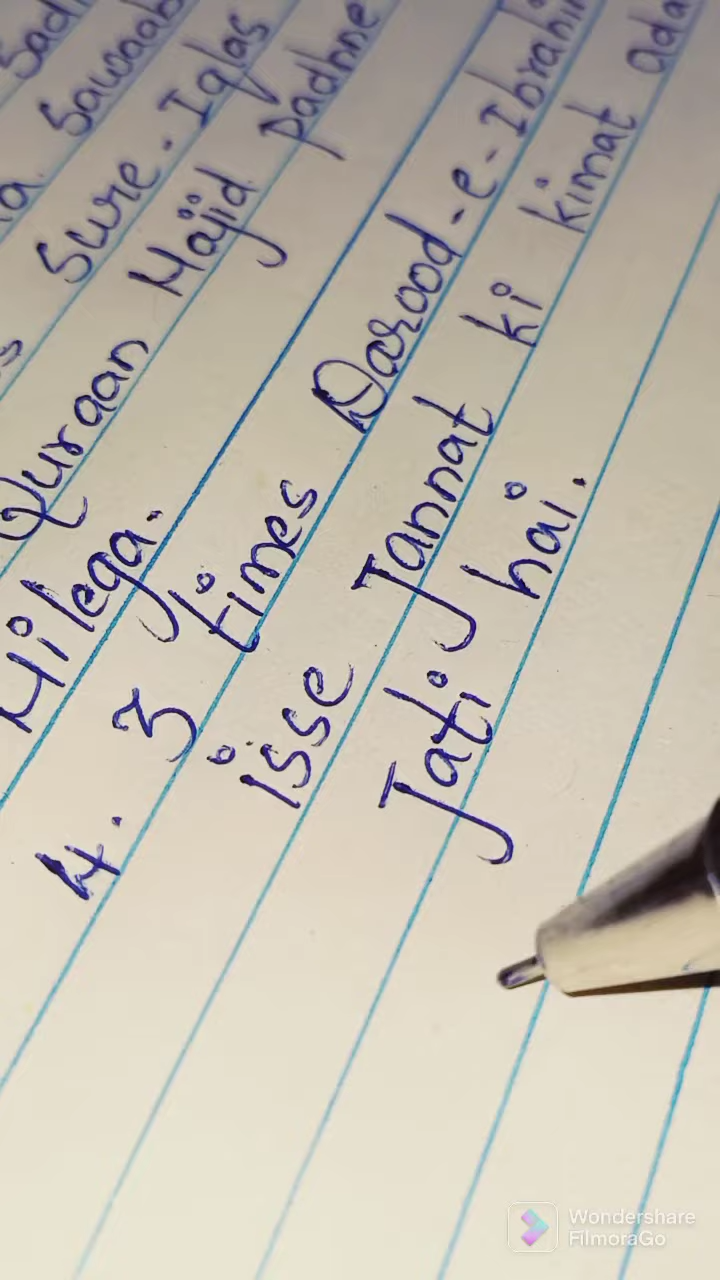 Sawaab
Sure - Iqlas
Quraan Majid padhne
Milega.
4. 3 times Darood-e-Ibrahi
isse Jannat ki kimat ada
Jati hai.
Wondershare
FilmoraGo